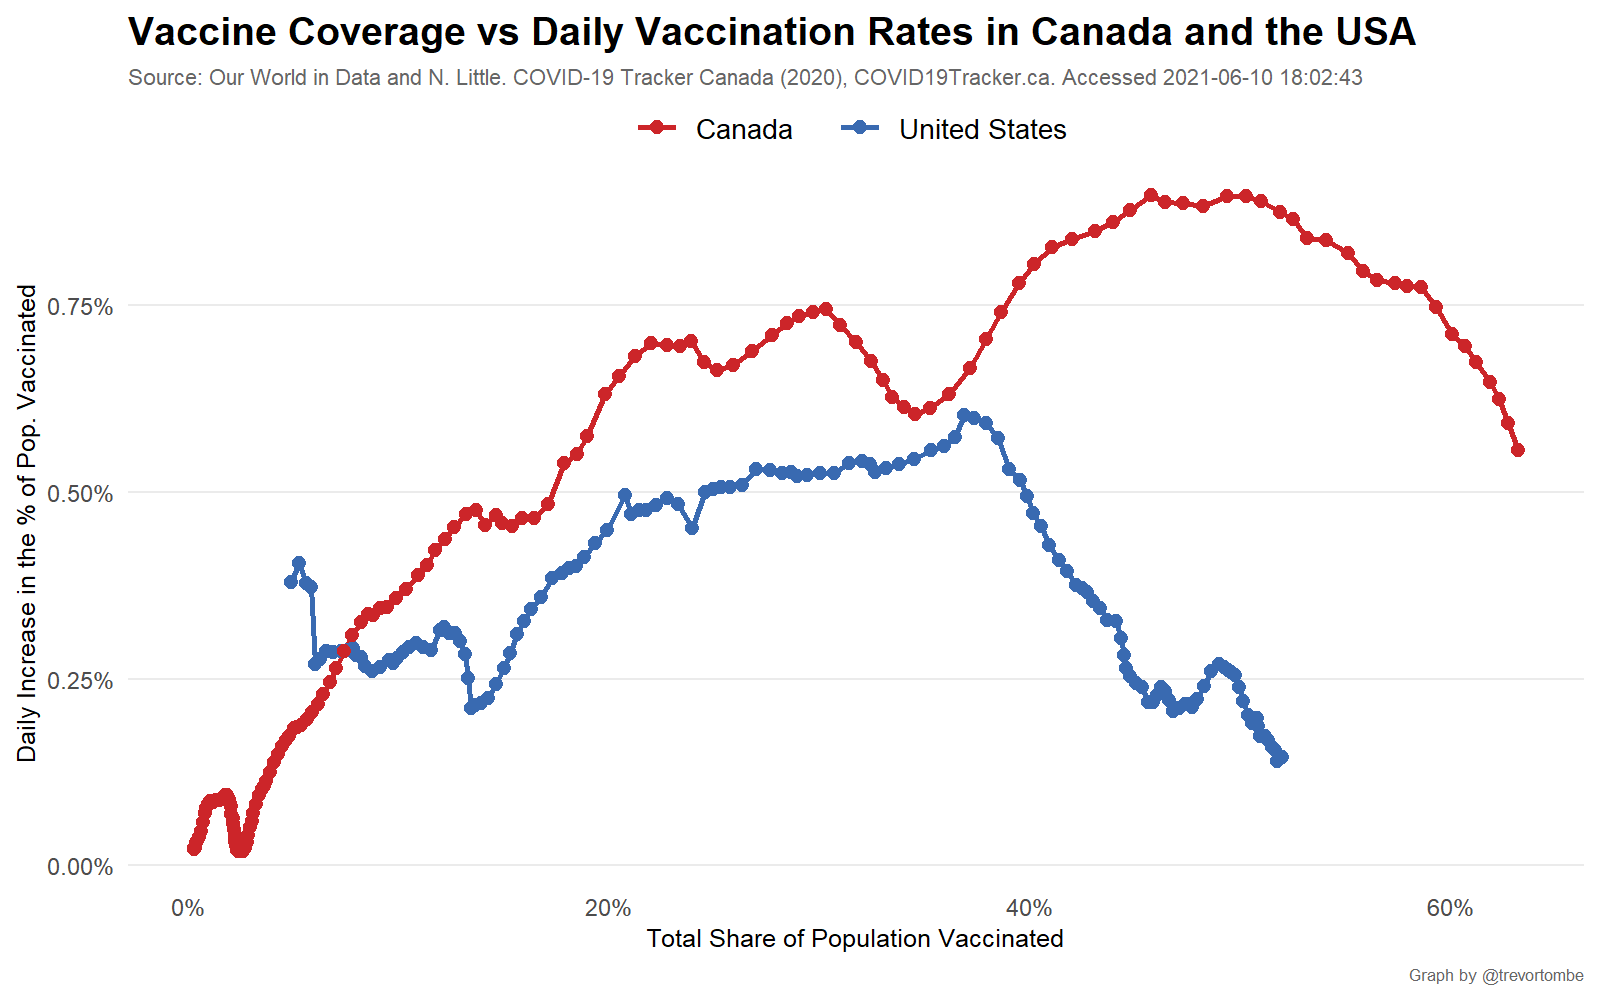 Vaccine Coverage vs Daily Vaccination Rates in Canada and the USA
Source: Our World in Data and N. Little. COVID-19 Tracker Canada (2020), COVID19Tracker.ca. Accessed 2021-06-10 18:02:43
Canada
United States
Daily Increase in the % of Pop. Vaccinated
0.75%
0.50%
0.25%
0.00%
0%
20%
40%
60%
Total Share of Population Vaccinated
Graph by @trevortombe